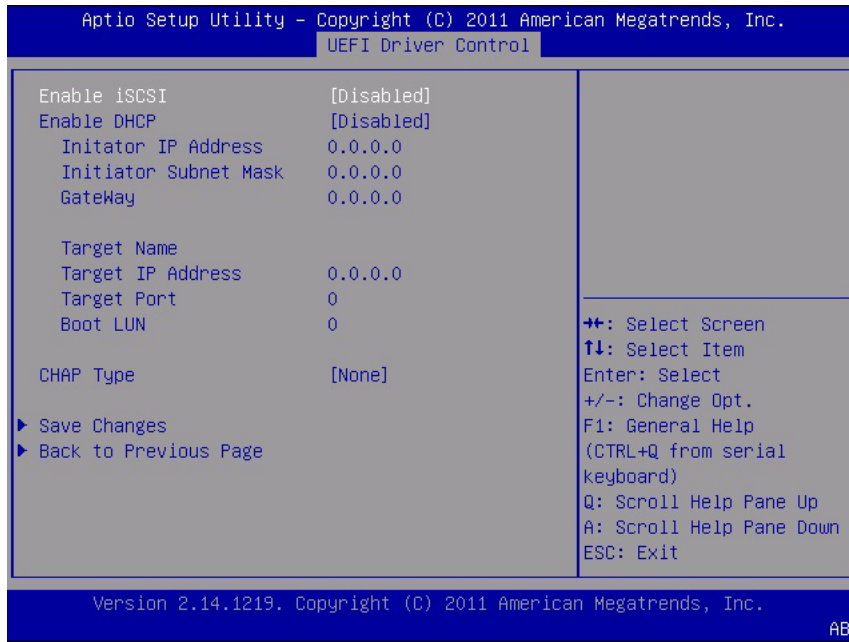 Aptio Setup Utility – Copyright (C) 2011 American Megatrends, Inc.
UEFI Driver Control
Enable iSCSI [Disabled]
Enable DHCP [Disabled]
Initator IP Address 0.0.0.0
Initiator Subnet Mask 0.0.0.0
GateWay 0.0.0.0
Target Name
Target IP Address 0.0.0.0
Target Port 0
Boot LUN 0
CHAP Type [None]
Save Changes
Back to Previous Page
→←: Select Screen
↑↓: Select Item
Enter: Select
+/-: Change Opt.
F1: General Help
(CTRL+Q from serial
keyboard)
Q: Scroll Help Pane Up
A: Scroll Help Pane Down
ESC: Exit
Version 2.14.1219. Copyright (C) 2011 American Megatrends, Inc.
AB